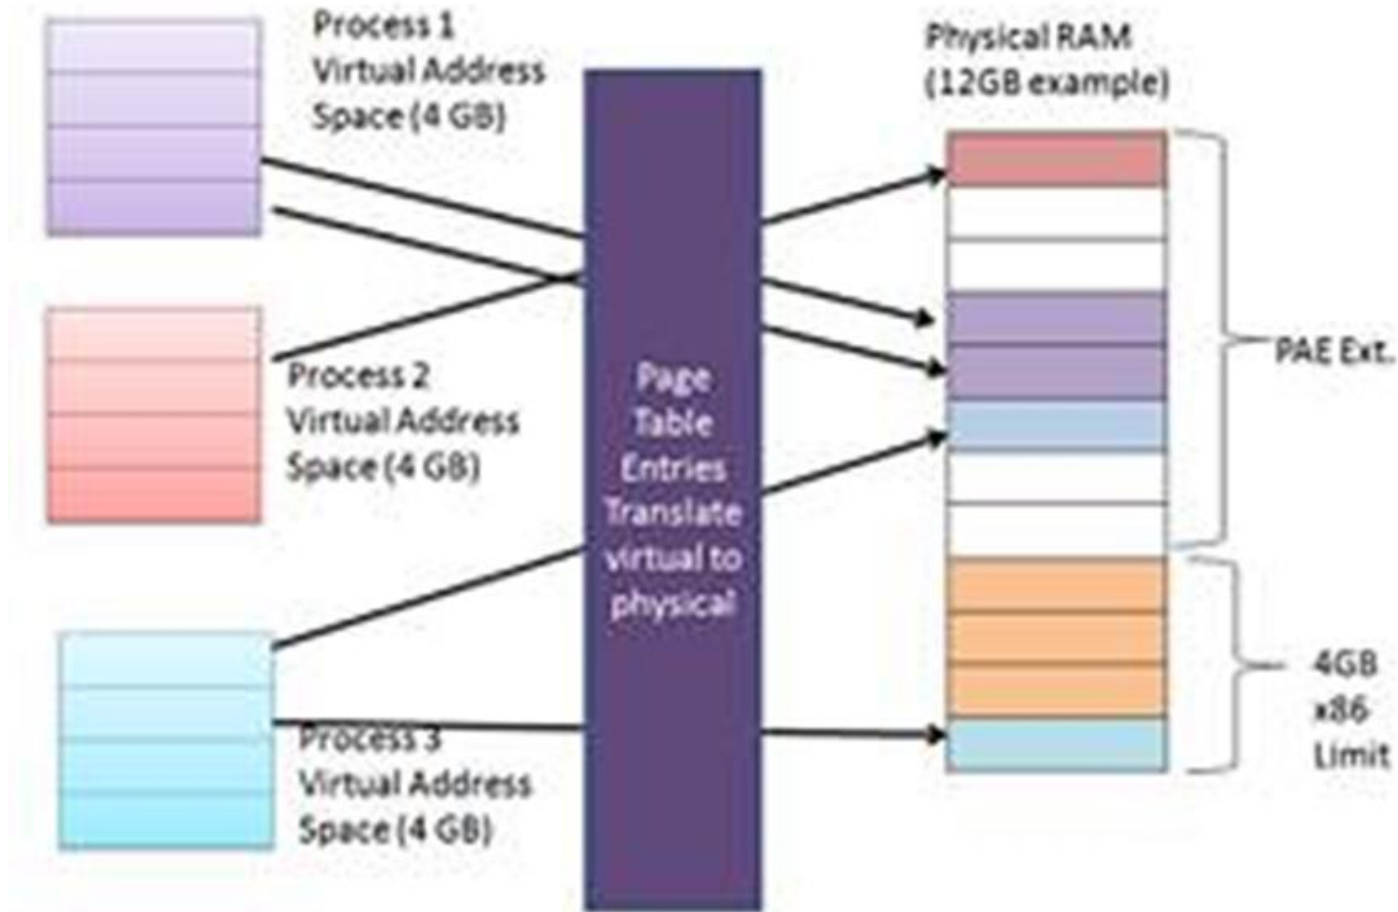 Process 1
Virtual Address
Space (4 GB)
Physical RAM
(12GB example)
Process 2
Virtual Address
Space (4 GB)
Page
Table
Entries
Translate
virtual to
physical
PAE Ext.
Process 3
Virtual Address
Space (4 GB)
4GB
x86
Limit